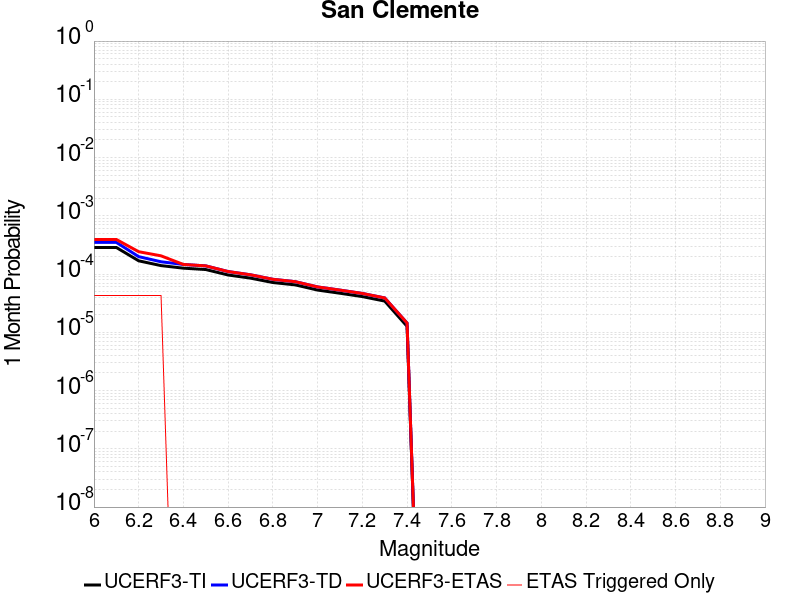 San Clemente
10^0
10^-1
10^-2
10^-3
10^-4
10^-5
10^-6
10^-7
10^-8
1 Month Probability
6 6.2 6.4 6.6 6.8 7 7.2 7.4 7.6 7.8 8 8.2 8.4 8.6 8.8 9
Magnitude
UCERF3-TI UCERF3-TD UCERF3-ETAS ETAS Triggered Only